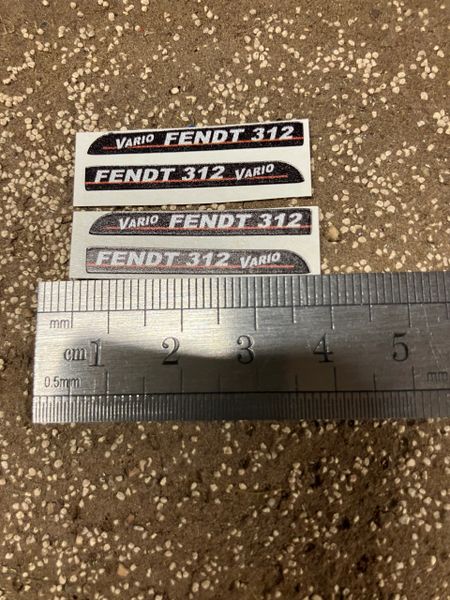 VARIO FENDT 312
FENDT 312 VARIO
VARIO FENDT 312
FENDT 312 VARIO
mm
cm 1 2 3 4 5
0.5mm mm